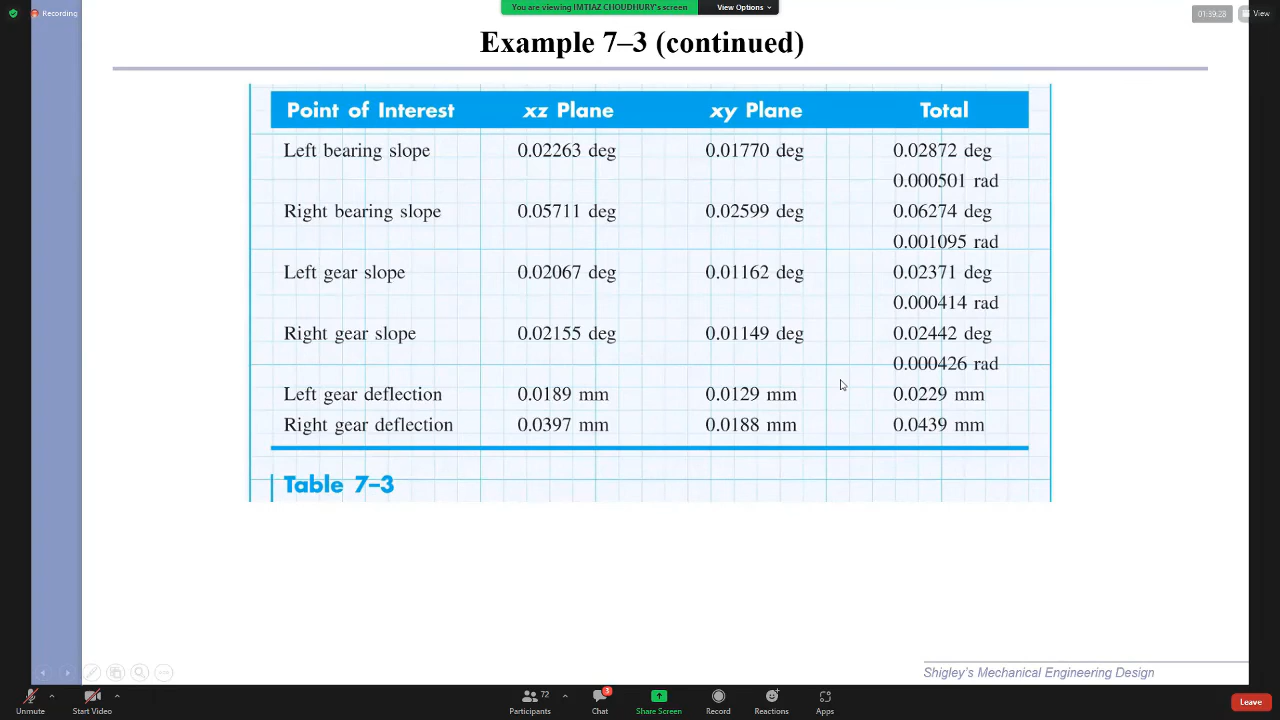 Recording
You are viewing IMTIAZ CHOUDHURY's screen
View Options
01:39:28
View
Example 7–3 (continued)
Point of Interest xz Plane xy Plane Total
Left bearing slope 0.02263 deg 0.01770 deg 0.02872 deg
0.000501 rad
Right bearing slope 0.05711 deg 0.02599 deg 0.06274 deg
0.001095 rad
Left gear slope 0.02067 deg 0.01162 deg 0.02371 deg
0.000414 rad
Right gear slope 0.02155 deg 0.01149 deg 0.02442 deg
0.000426 rad
Left gear deflection 0.0189 mm 0.0129 mm 0.0229 mm
Right gear deflection 0.0397 mm 0.0188 mm 0.0439 mm
Table 7–3
Shigley's Mechanical Engineering Design
72
3
Unmute Start Video Participants Chat Share Screen Record Reactions Apps Leave